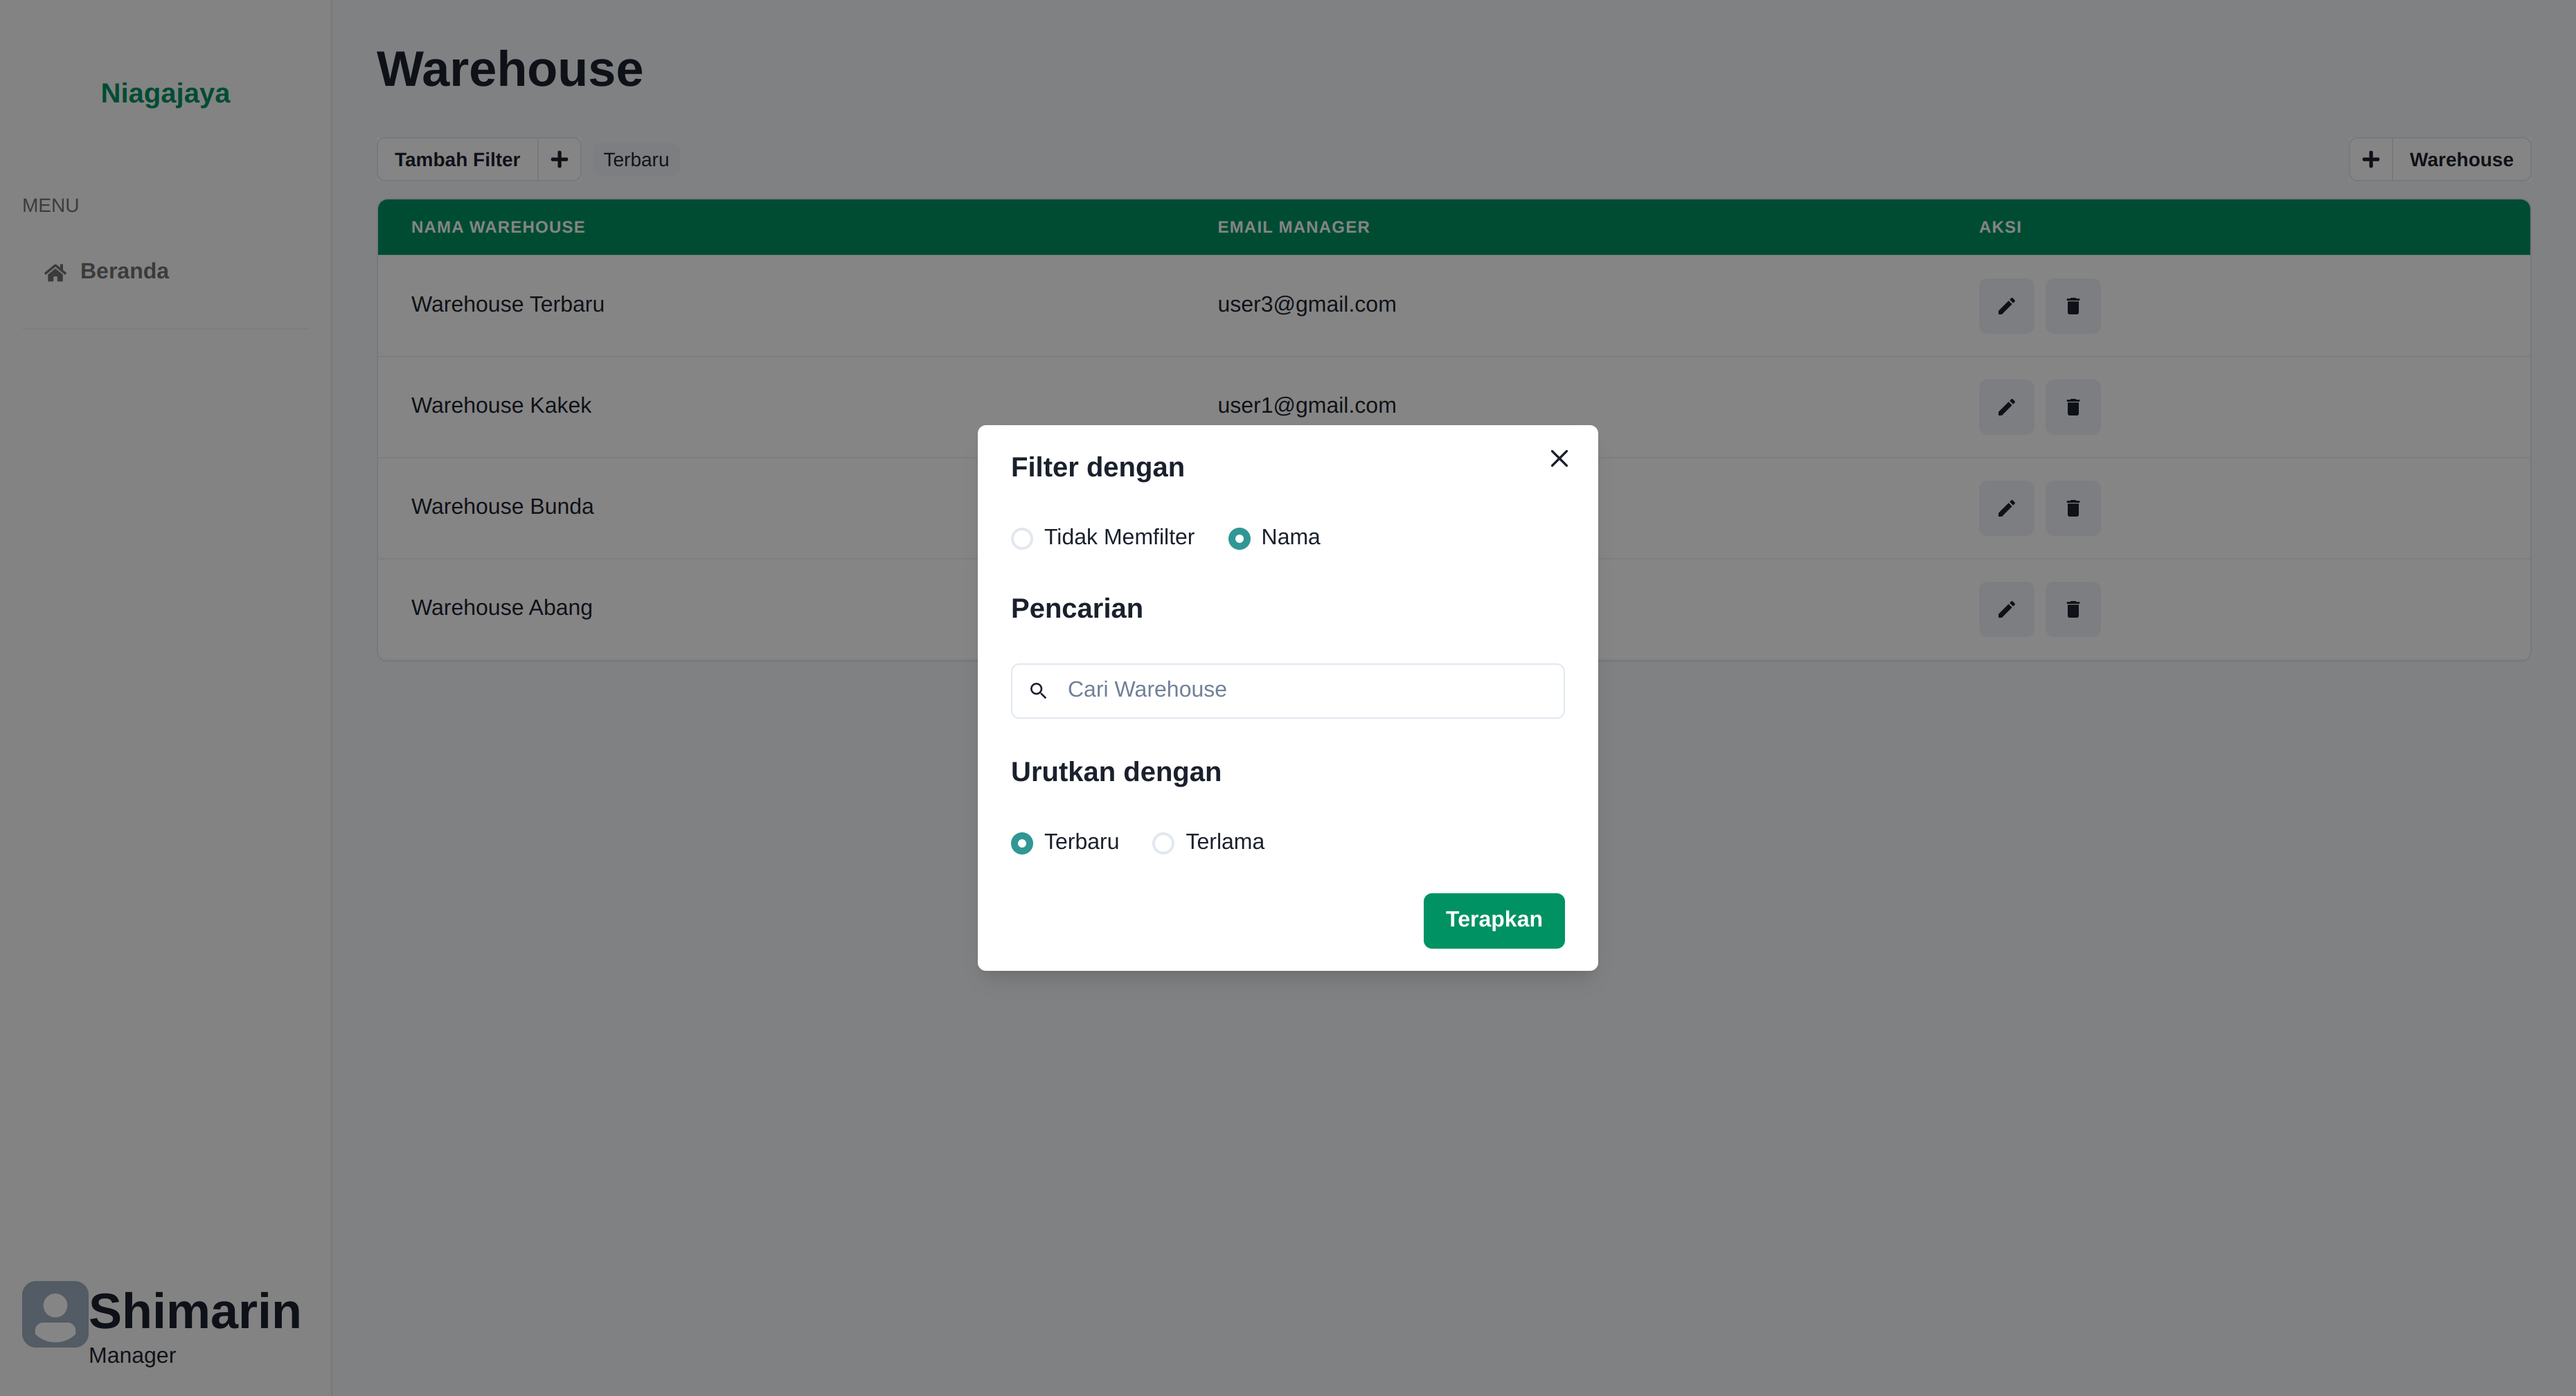 Niagajaya
MENU
Beranda
Shimarin
Manager
Warehouse
Tambah Filter
Terbaru
Warehouse
NAMA WAREHOUSE EMAIL MANAGER AKSI
Warehouse Terbaru user3@gmail.com
Warehouse Kakek user1@gmail.com
Warehouse Bunda
Warehouse Abang
Filter dengan
Tidak Memfilter Nama
Pencarian
Cari Warehouse
Urutkan dengan
Terbaru Terlama
Terapkan